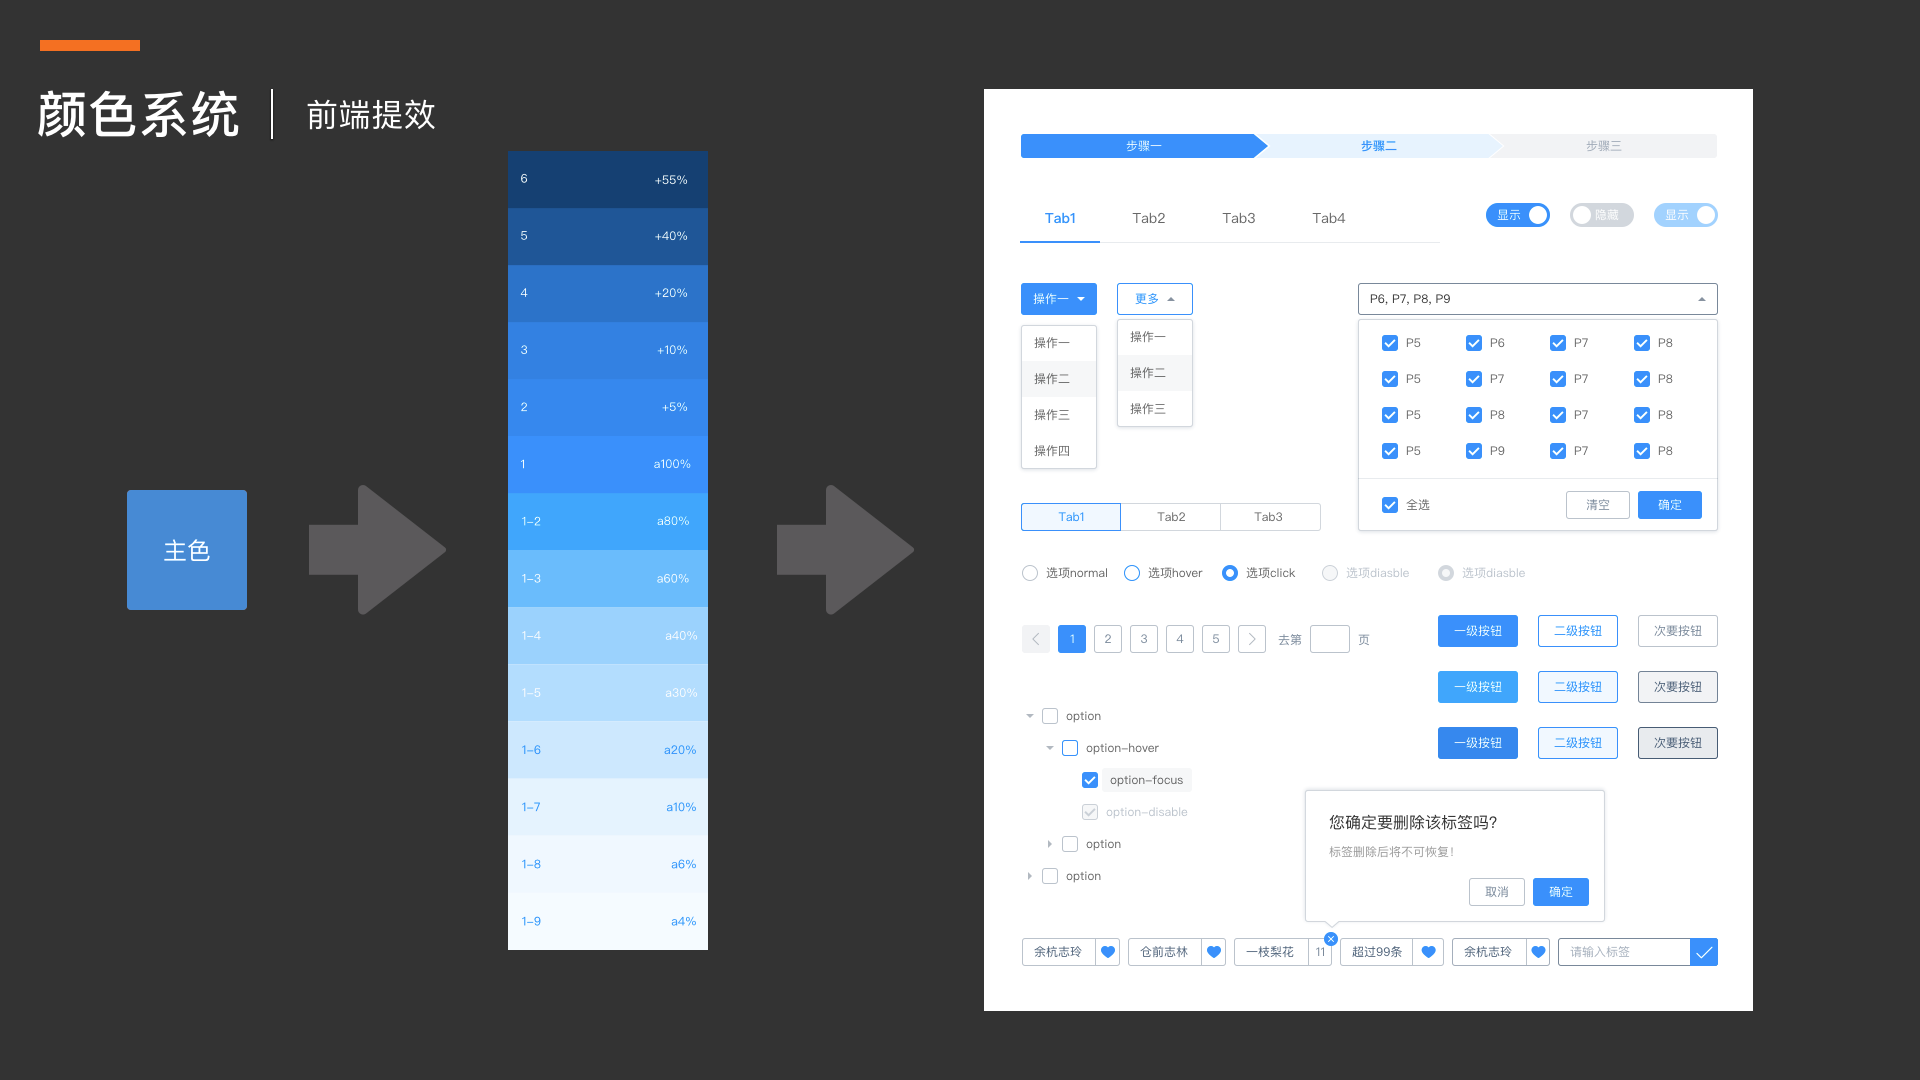 颜色系统
前端提效
主色
6 +55%
5 +40%
4 +20%
3 +10%
2 +5%
1 a100%
1-2 a80%
1-3 a60%
1-4 a40%
1-5 a30%
1-6 a20%
1-7 a10%
1-8 a6%
1-9 a4%
步骤一 步骤二 步骤三
Tab1 Tab2 Tab3 Tab4
显示 隐藏 显示
操作一
操作一
操作二
操作三
操作四
更多
操作一
操作二
操作三
P6, P7, P8, P9
P5 P6 P7 P8
P5 P7 P7 P8
P5 P8 P7 P8
P5 P9 P7 P8
全选 清空 确定
Tab1 Tab2 Tab3
选项normal 选项hover 选项click 选项diasble 选项diasble
1 2 3 4 5 去第 页
一级按钮 二级按钮 次要按钮
一级按钮 二级按钮 次要按钮
一级按钮 二级按钮 次要按钮
option
option-hover
option-focus
option-disable
option
option
您确定要删除该标签吗?
标签删除后将不可恢复!
取消 确定
余杭志玲 仓前志林 一枝梨花 11 超过99条 余杭志玲 请输入标签